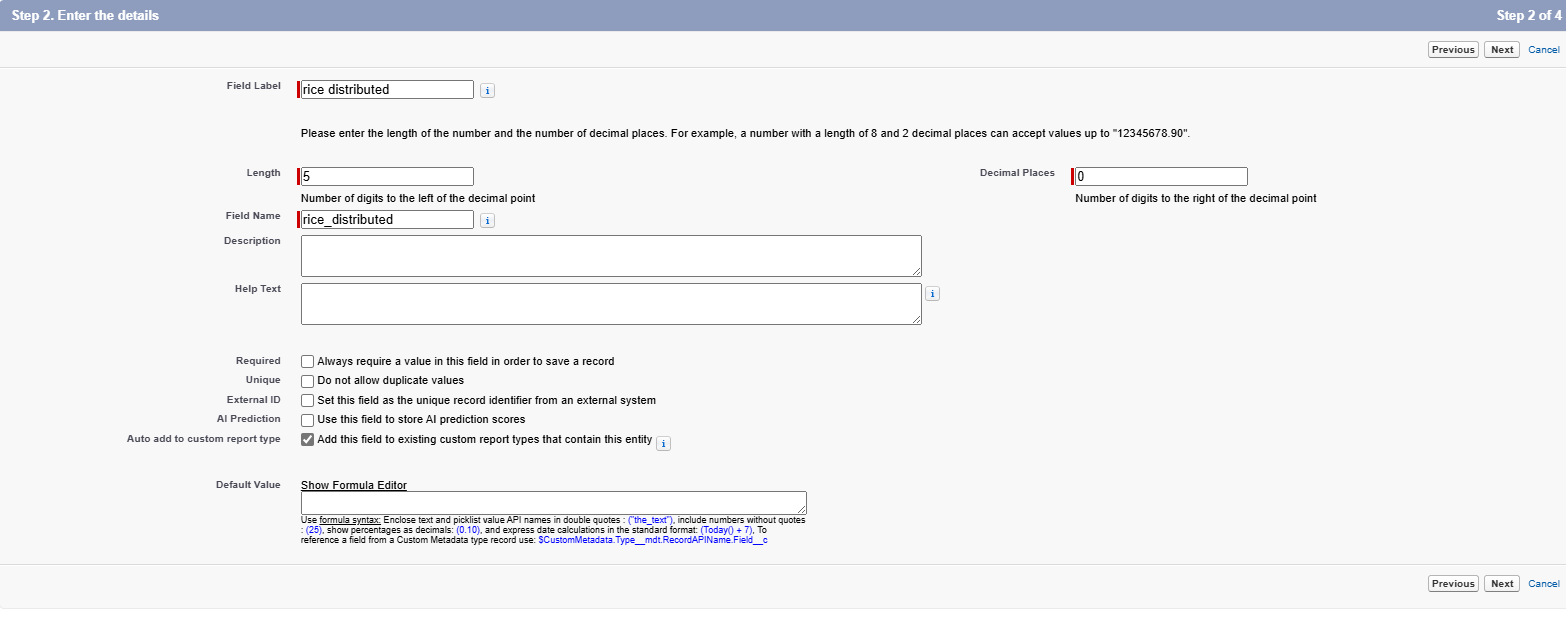 Step 2. Enter the details
Step 2 of 4
Previous Next Cancel
Field Label rice distributed i
Please enter the length of the number and the number of decimal places. For example, a number with a length of 8 and 2 decimal places can accept values up to "12345678.90".
Length 5 Decimal Places 0
Number of digits to the left of the decimal point Number of digits to the right of the decimal point
Field Name rice_distributed i
Description
Help Text i
Required Always require a value in this field in order to save a record
Unique Do not allow duplicate values
External ID Set this field as the unique record identifier from an external system
AI Prediction Use this field to store AI prediction scores
Auto add to custom report type Add this field to existing custom report types that contain this entity i
Default Value Show Formula Editor
Use formula syntax: Enclose text and picklist value API names in double quotes : ("the_text"), include numbers without quotes
: (25), show percentages as decimals: (0.10), and express date calculations in the standard format: (Today() + 7), To
reference a field from a Custom Metadata type record use: $CustomMetadata.Type__mdt.RecordAPIName.Field__c
Previous Next Cancel